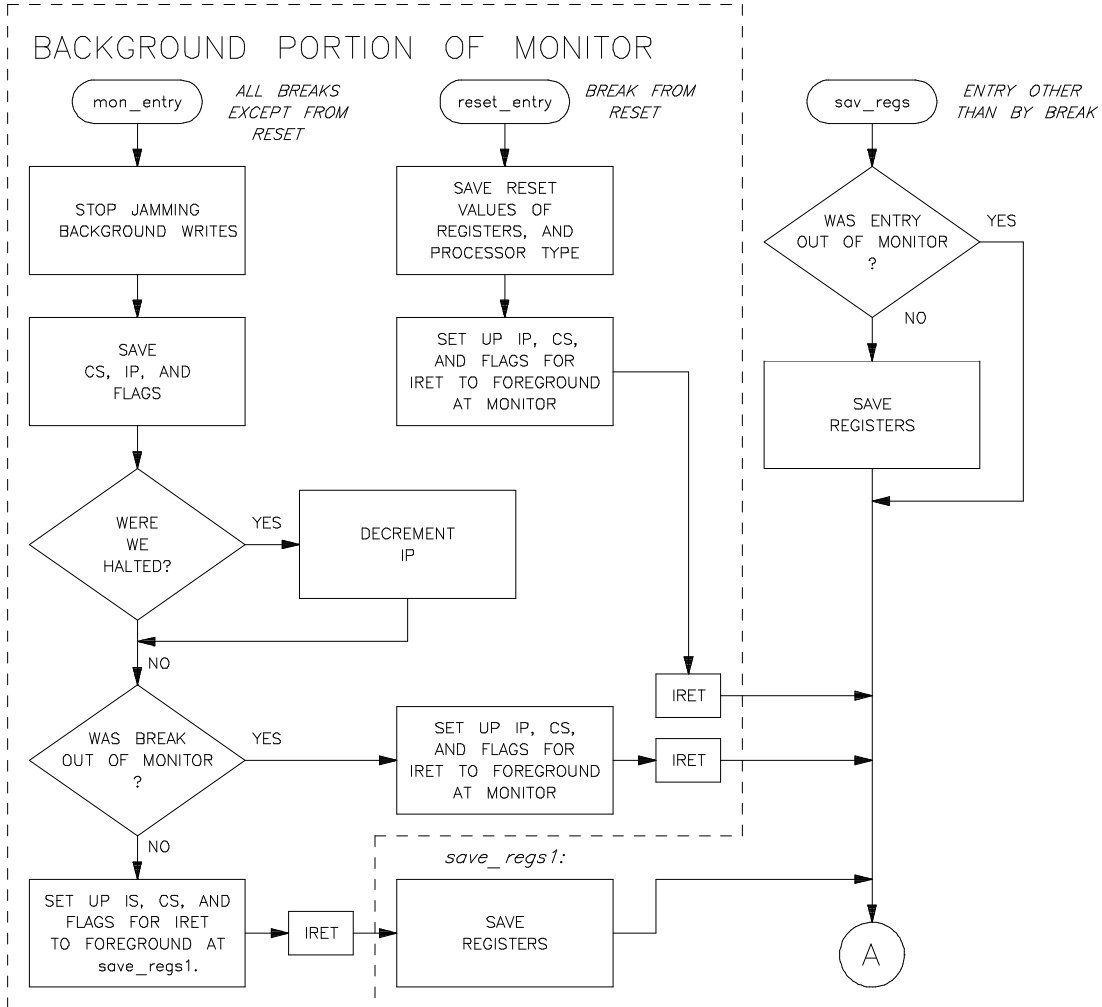 BACKGROUND PORTION OF MONITOR
mon_entry
ALL BREAKS
EXCEPT FROM
RESET
reset_entry
BREAK FROM
RESET
sav_regs
ENTRY OTHER
THAN BY BREAK
STOP JAMMING
BACKGROUND WRITES
SAVE RESET
VALUES OF
REGISTERS, AND
PROCESSOR TYPE
WAS ENTRY
OUT OF MONITOR
?
YES
NO
SAVE
CS, IP, AND
FLAGS
SET UP IP, CS,
AND FLAGS FOR
IRET TO FOREGROUND
AT MONITOR
SAVE
REGISTERS
WERE
WE
HALTED?
YES
DECREMENT
IP
NO
IRET
WAS BREAK
OUT OF MONITOR
?
YES
SET UP IP, CS,
AND FLAGS FOR
IRET TO FOREGROUND
AT MONITOR
IRET
NO
save_regs1:
SET UP IS, CS, AND
FLAGS FOR IRET
TO FOREGROUND AT
save_regs1.
IRET
SAVE
REGISTERS
A